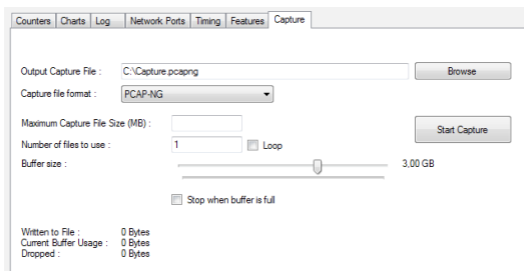 Counters Charts Log Network Ports Timing Features Capture
Output Capture File : C:\Capture.pcapng Browse
Capture file format : PCAP-NG
Maximum Capture File Size (MB) :
Start Capture
Number of files to use : 1 Loop
Buffer size : 3,00 GB
Stop when buffer is full
Written to File : 0 Bytes
Current Buffer Usage : 0 Bytes
Dropped : 0 Bytes